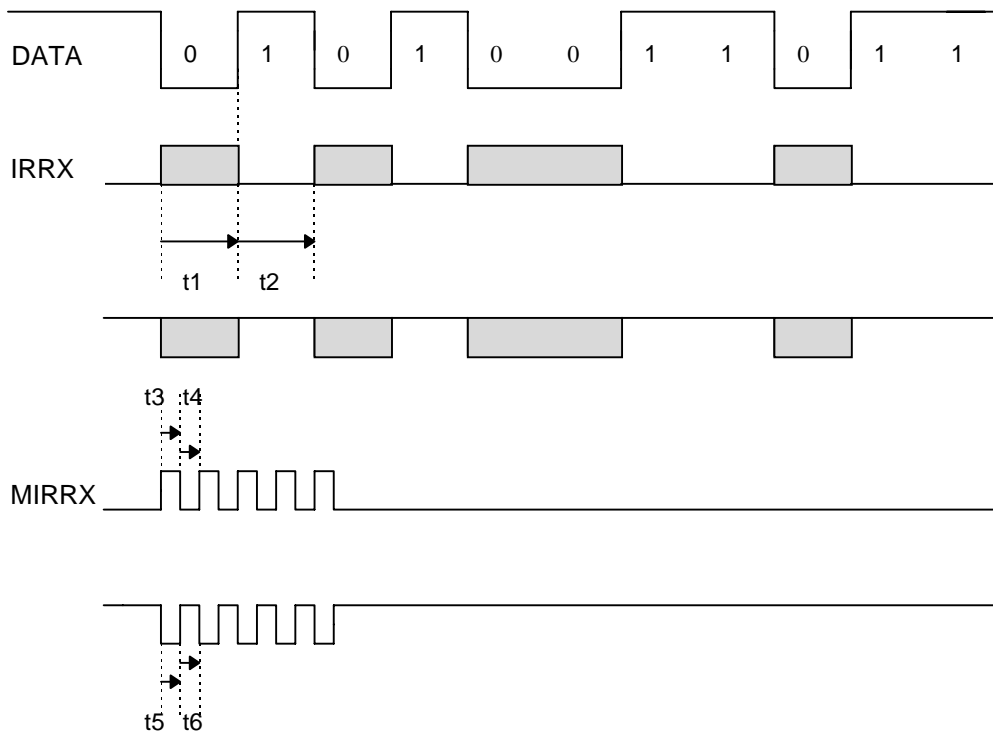 DATA 0 1 0 1 0 0 1 1 0 1 1
IRRX
t1 t2
t3 t4
MIRRX
t5 t6